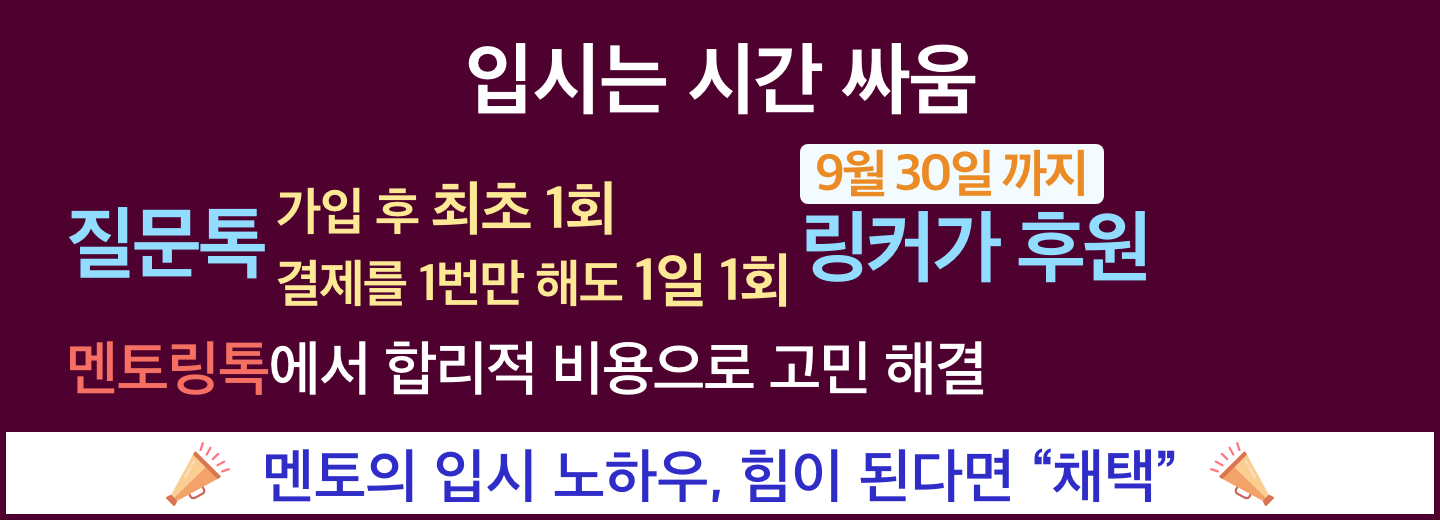 입시는 시간 싸움
질문톡
가입 후 최초 1회
결제를 1번만 해도 1일 1회
9월 30일 까지
링커가 후원
멘토링톡에서 합리적 비용으로 고민 해결
멘토의 입시 노하우, 힘이 된다면 “채택”